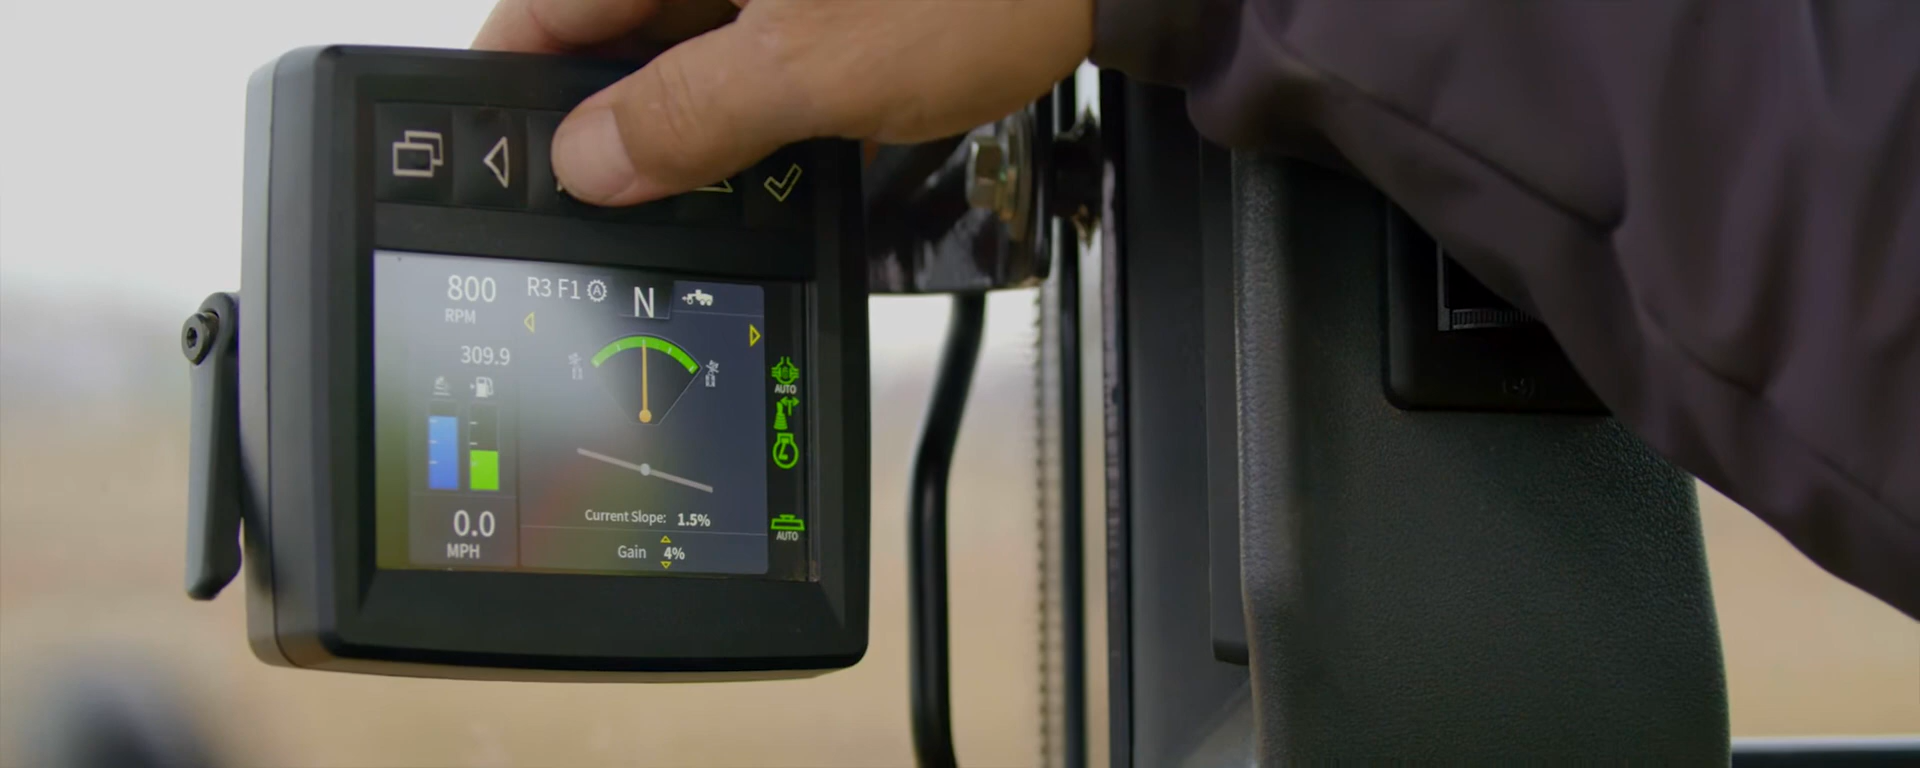 800
RPM
R3 F1 A
N
309.9
AUTO
0.0
MPH
Current Slope: 1.5%
Gain 4%
AUTO